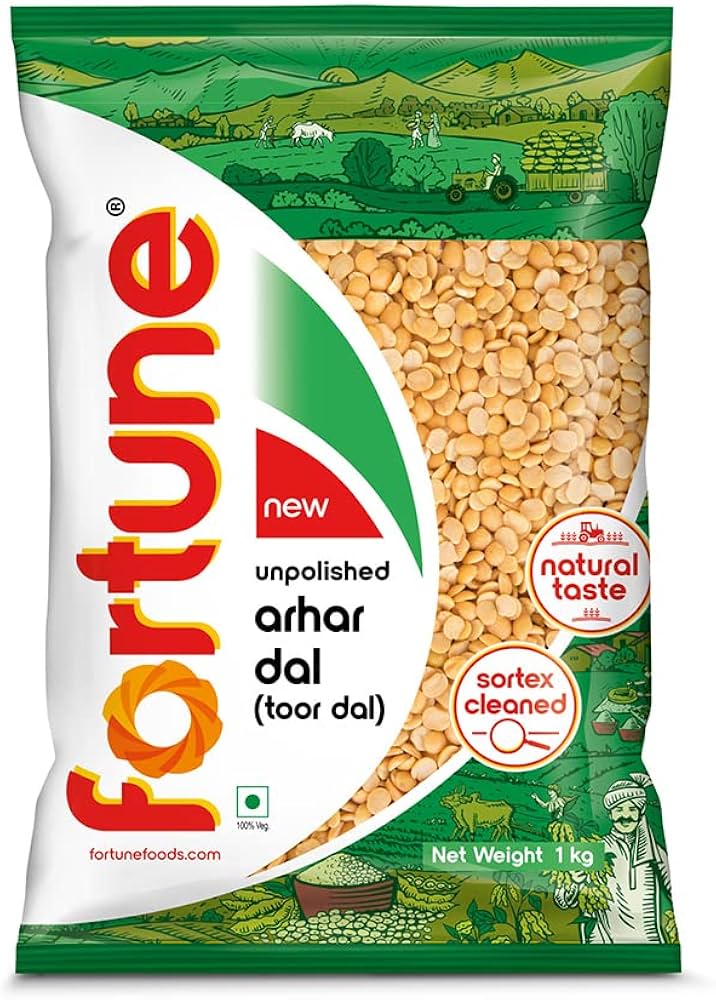 fortune®
new
unpolished
arhar
dal
(toor dal)
natural
taste
sortex
cleaned
100% Veg.
fortunefoods.com
Net Weight 1 kg